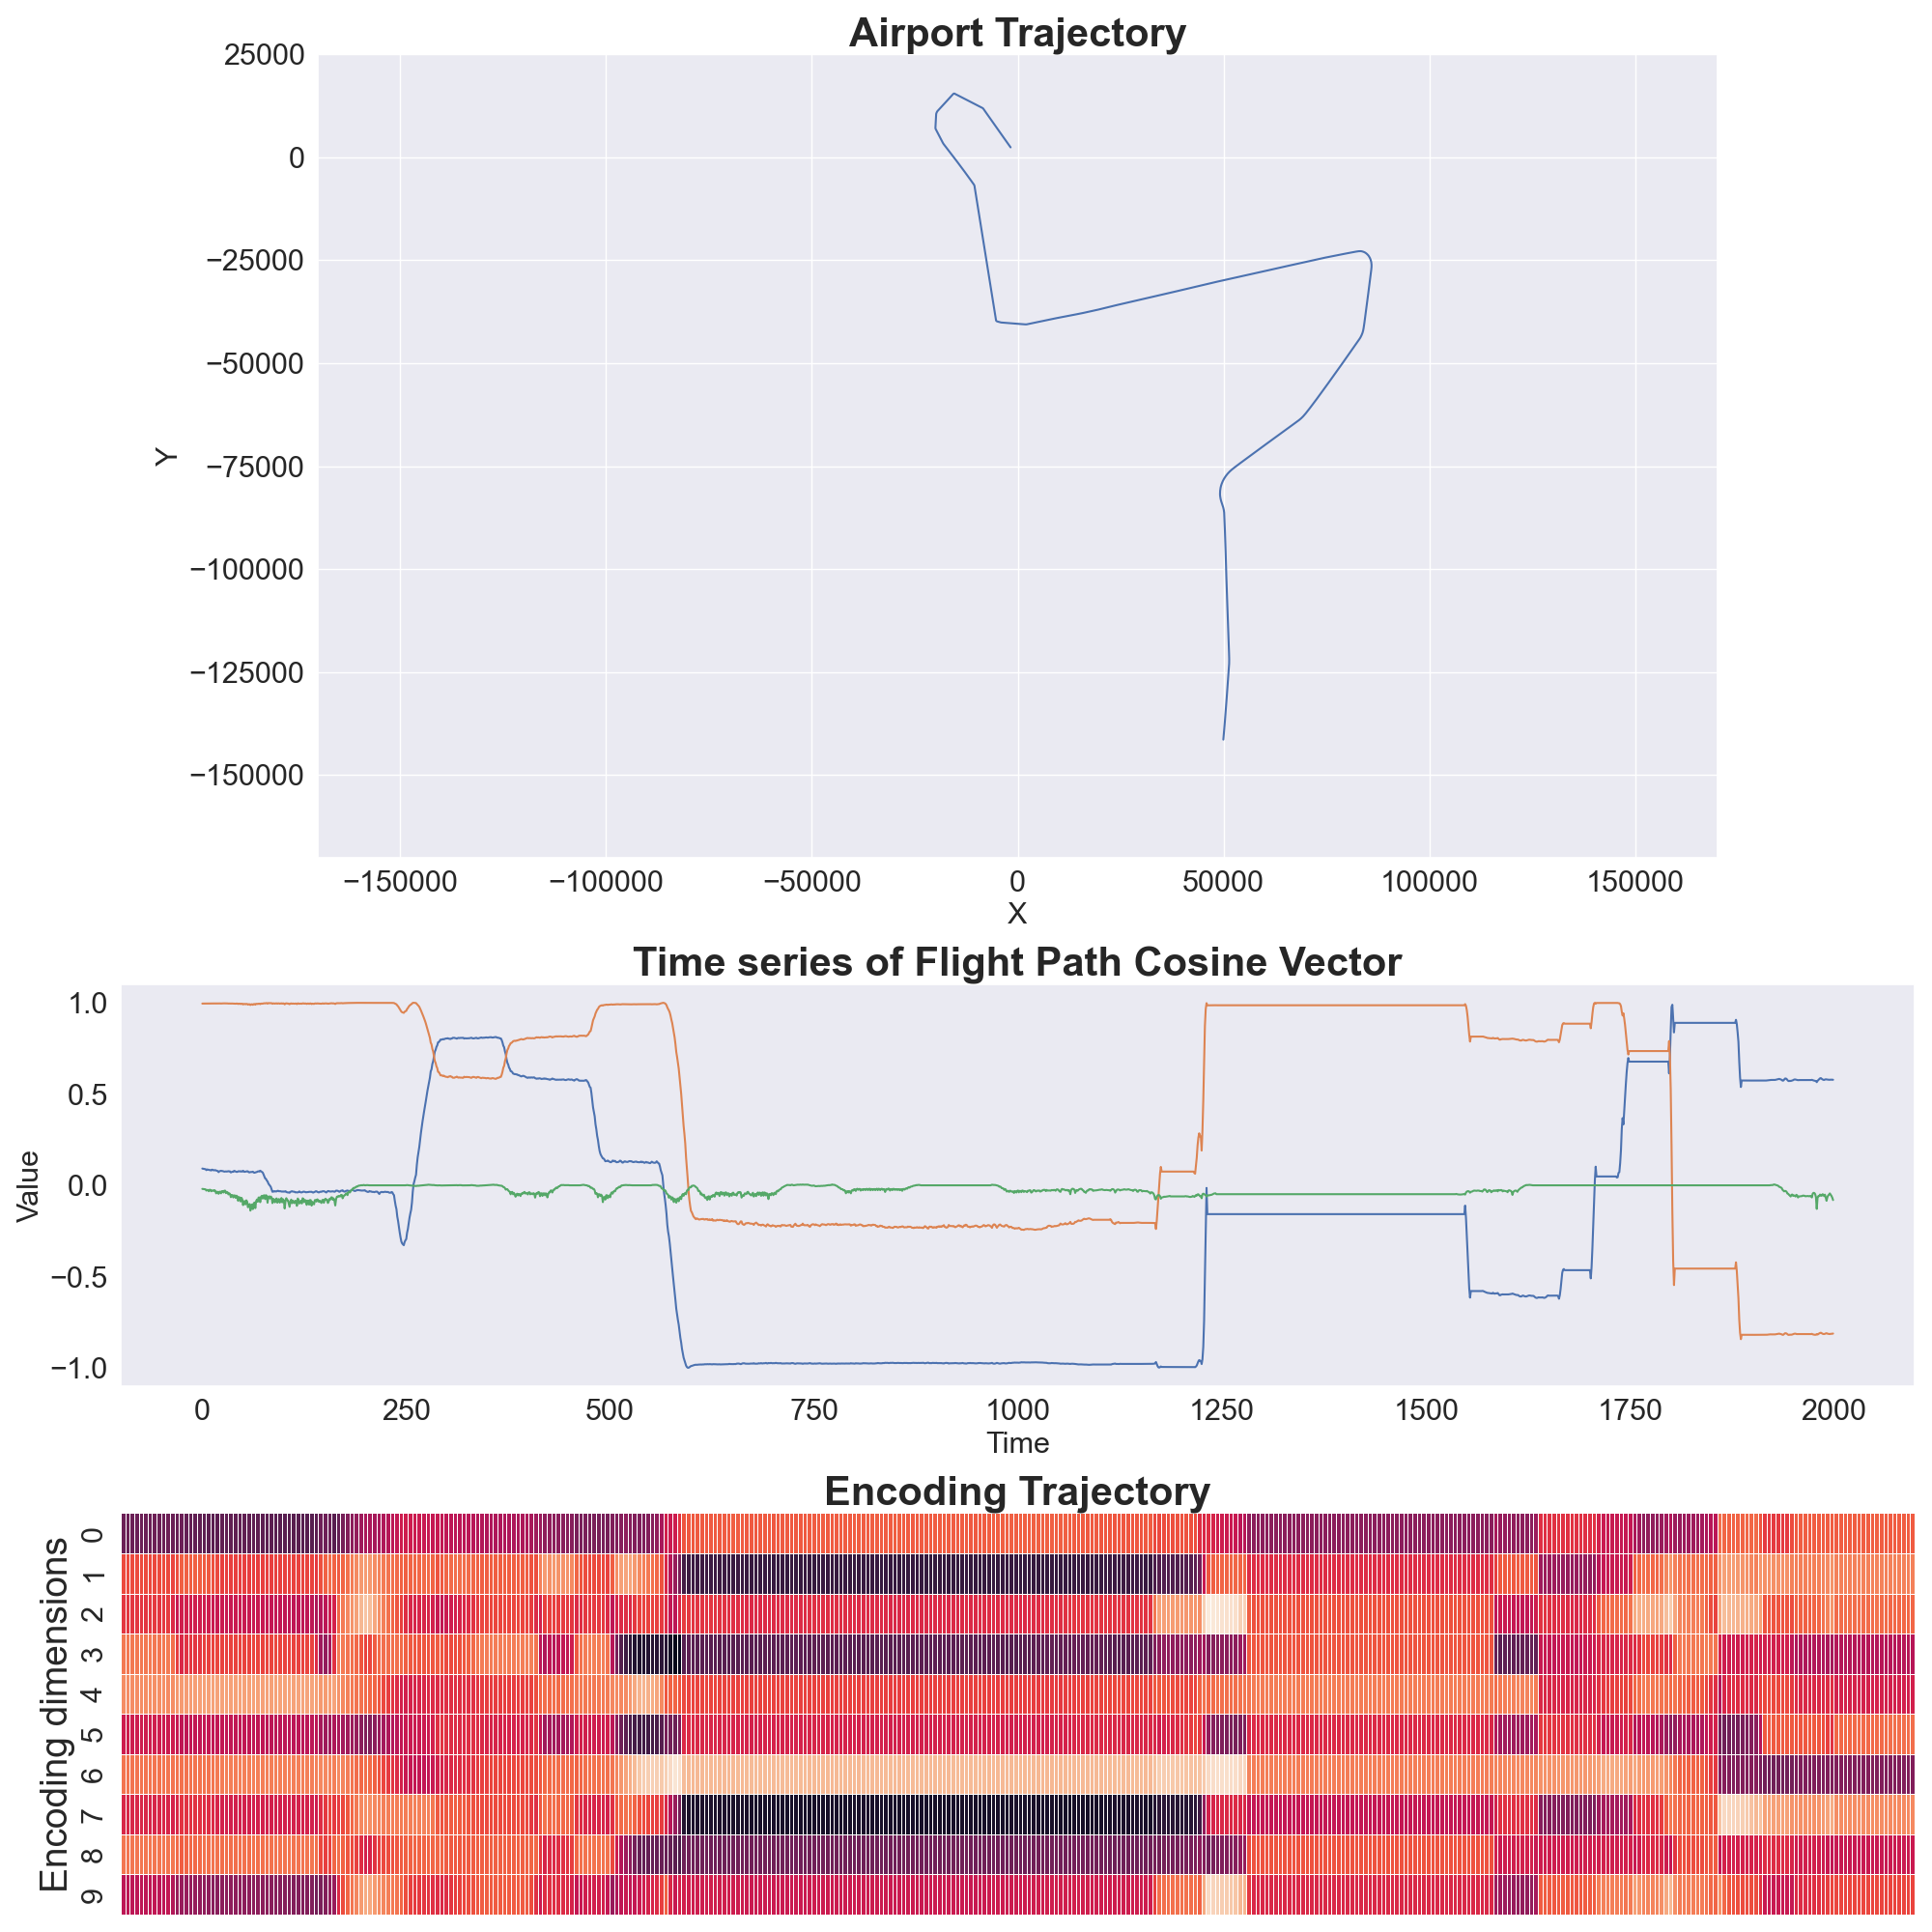 Airport Trajectory
25000
0
−25000
−50000
−75000
−100000
−125000
−150000
Y
−150000 −100000 −50000 0 50000 100000 150000
X
Time series of Flight Path Cosine Vector
1.0
0.5
0.0
−0.5
−1.0
Value
0 250 500 750 1000 1250 1500 1750 2000
Time
Encoding Trajectory
Encoding dimensions
0
1
2
3
4
5
6
7
8
9